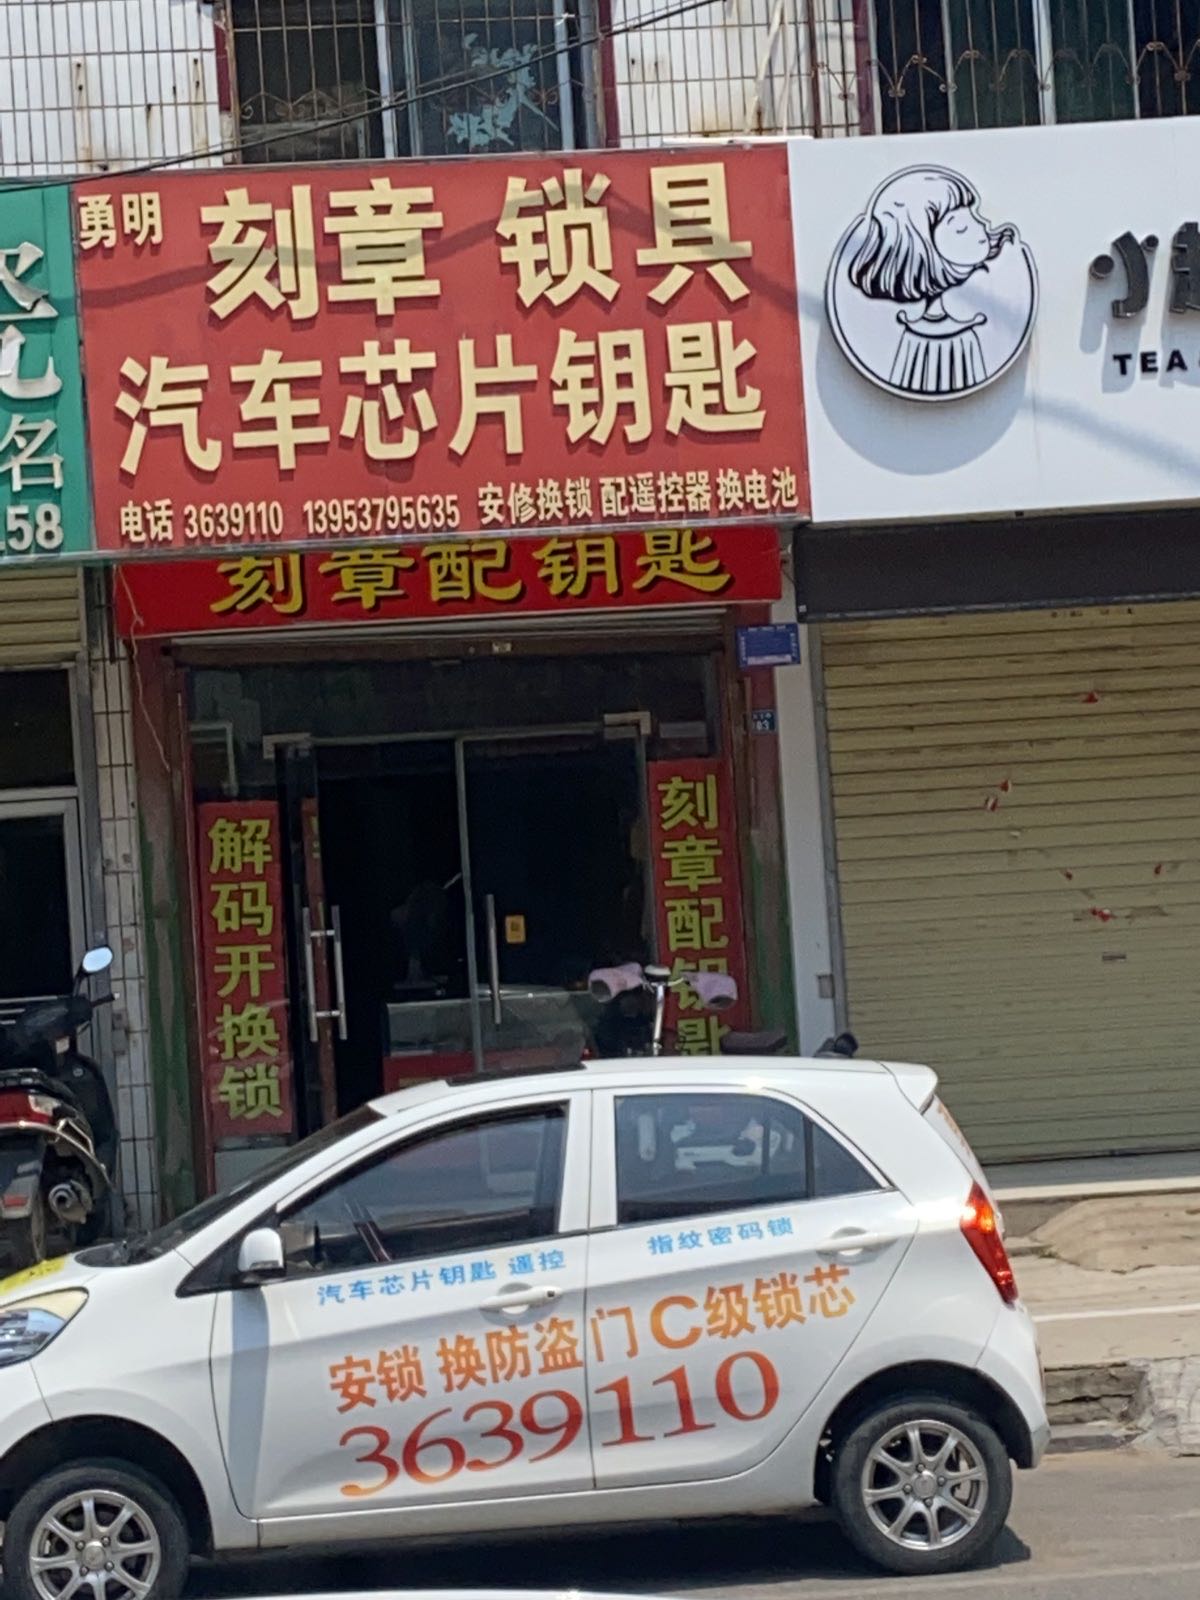 勇明
刻章 锁具
汽车芯片钥匙
电话 3639110 13953795635 安修换锁 配遥控器 换电池
刻章配钥匙
名
158
小
TEA
解码开换锁
刻章配钥匙
汽车芯片钥匙 遥控
指纹密码锁
安锁 换防盗门C级锁芯
3639110